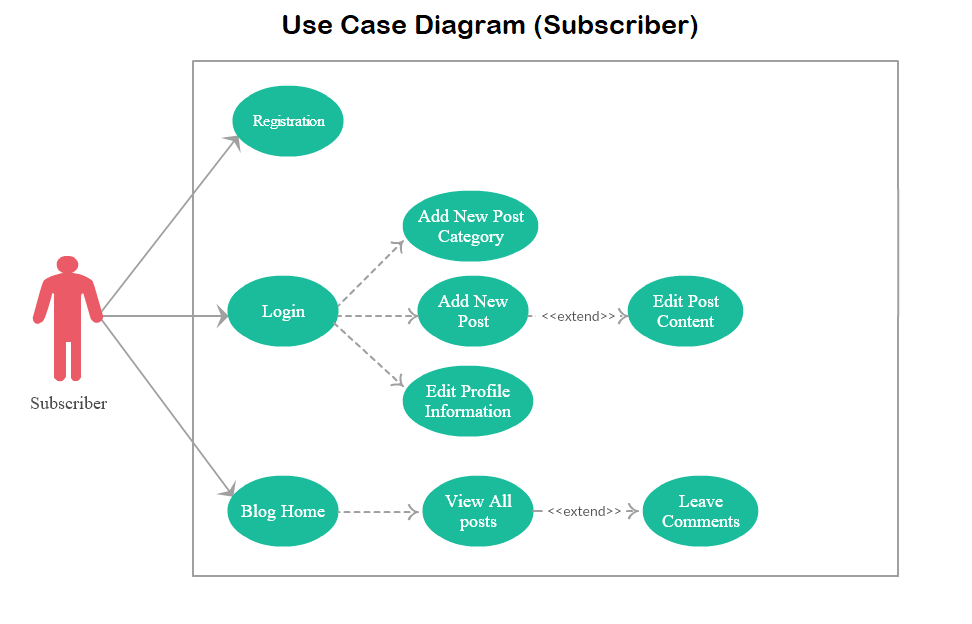 Use Case Diagram (Subscriber)
Registration
Add New Post
Category
Login
Add New
Post
<<extend>>
Edit Post
Content
Edit Profile
Information
Subscriber
Blog Home
View All
posts
<<extend>>
Leave
Comments